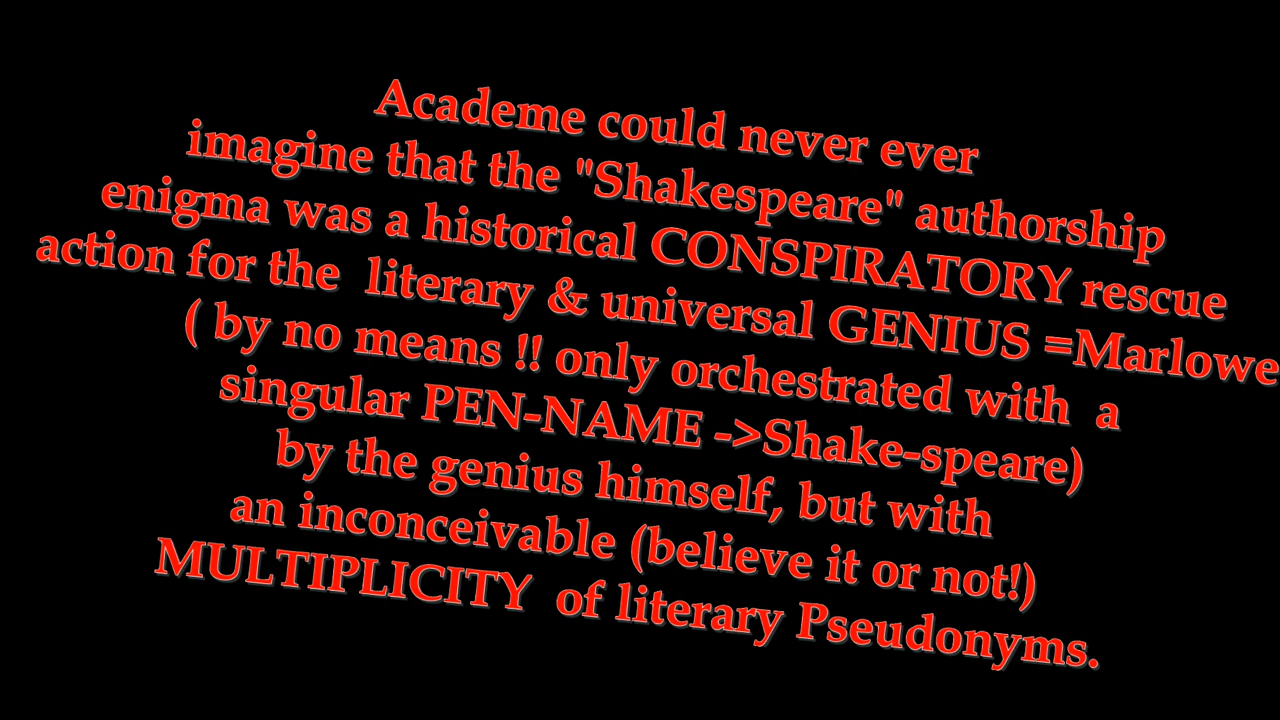 Academe could never ever
imagine that the "Shakespeare" authorship
enigma was a historical CONSPIRATORY rescue
action for the literary & universal GENIUS =Marlowe
( by no means !! only orchestrated with a
singular PEN-NAME ->Shake-speare)
by the genius himself, but with
an inconceivable (believe it or not!)
MULTIPLICITY of literary Pseudonyms.